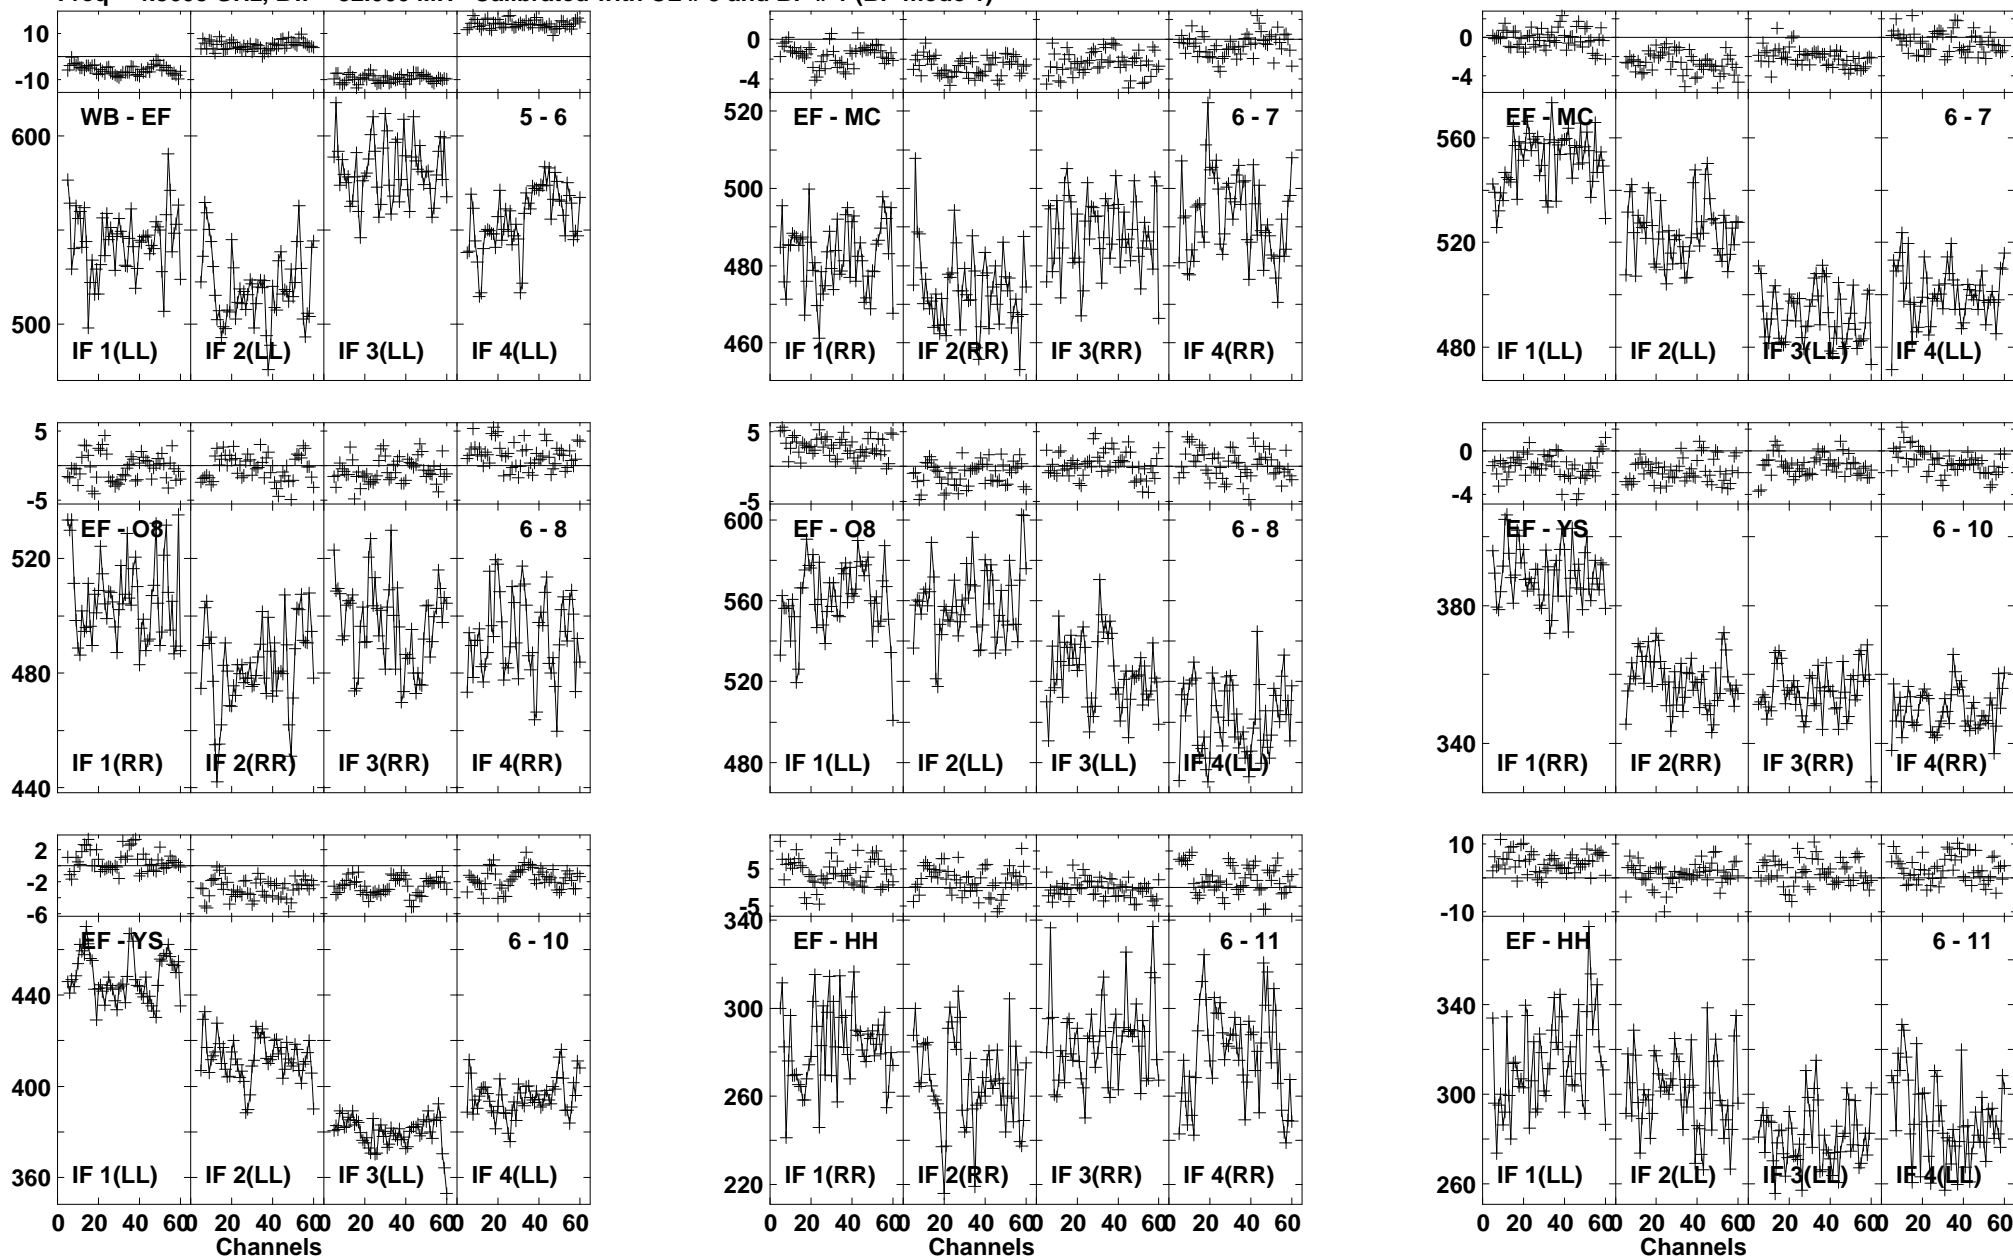 10
-10
600
500
WB - EF
5 - 6
IF 1(LL) IF 2(LL) IF 3(LL) IF 4(LL)
0
-4
520
500
480
460
EF - MC
6 - 7
IF 1(RR) IF 2(RR) IF 3(RR) IF 4(RR)
0
-4
560
520
480
EF - MC
6 - 7
IF 1(LL) IF 2(LL) IF 3(LL) IF 4(LL)
5
-5
520
480
440
EF - O8
6 - 8
IF 1(RR) IF 2(RR) IF 3(RR) IF 4(RR)
5
-5
600
560
520
480
EF - O8
6 - 8
IF 1(LL) IF 2(LL) IF 3(LL) IF 4(LL)
0
-4
380
340
EF - YS
6 - 10
IF 1(RR) IF 2(RR) IF 3(RR) IF 4(RR)
2
-2
-6
440
400
360
EF - YS
6 - 10
IF 1(LL) IF 2(LL) IF 3(LL) IF 4(LL)
0 20 40 60 0 20 40 60 0 20 40 60 0 20 40 60
Channels
5
-5
340
300
260
220
EF - HH
6 - 11
IF 1(RR) IF 2(RR) IF 3(RR) IF 4(RR)
0 20 40 60 0 20 40 60 0 20 40 60 0 20 40 60
Channels
10
-10
340
300
260
EF - HH
6 - 11
IF 1(LL) IF 2(LL) IF 3(LL) IF 4(LL)
0 20 40 60 0 20 40 60 0 20 40 60 0 20 40 60
Channels